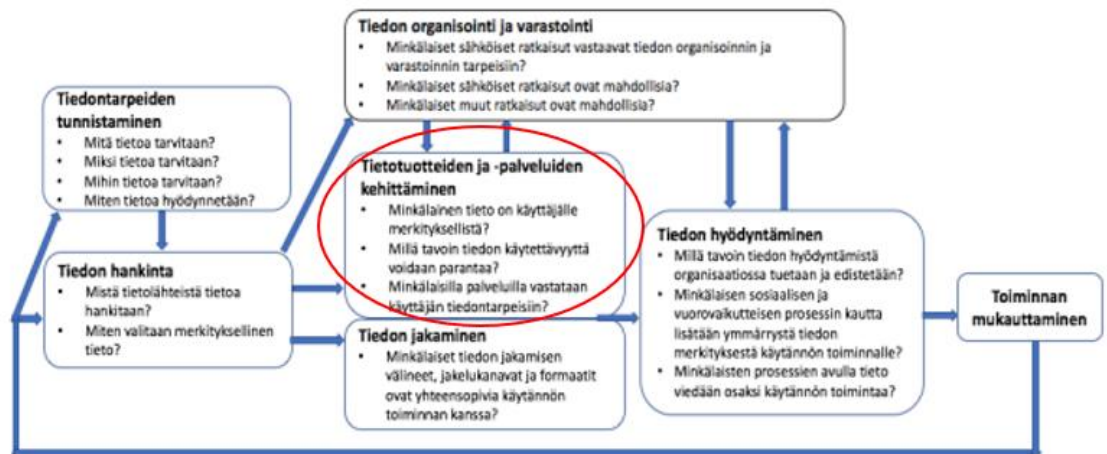 Tiedon organisointi ja varastointi
• Minkälaiset sähköiset ratkaisut vastaavat tiedon organisoinnin ja
varastoinnin tarpeisiin?
• Minkälaiset sähköiset ratkaisut ovat mahdollisia?
• Minkälaiset muut ratkaisut ovat mahdollisia?
Tiedontarpeiden
tunnistaminen
• Mitä tietoa tarvitaan?
• Miksi tietoa tarvitaan?
• Mihin tietoa tarvitaan?
• Miten tietoa hyödynnetään?
Tiedon hankinta
• Mistä tietolähteistä tietoa
hankitaan?
• Miten valitaan merkityksellinen
tieto?
Tietotuotteiden ja -palveluiden
kehittäminen
• Minkälainen tieto on käyttäjälle
merkityksellistä?
• Millä tavoin tiedon käytettävyyttä
voidaan parantaa?
• Minkälaisilla palveluilla vastataan
käyttäjän tiedontarpeisiin?
Tiedon jakaminen
• Minkälaiset tiedon jakamisen
välineet, jakelukanavat ja formaatit
ovat yhteensopivia käytännön
toiminnan kanssa?
Tiedon hyödyntäminen
• Millä tavoin tiedon hyödyntämistä
organisaatiossa tuetaan ja edistetään?
• Minkälaisen sosiaalisen ja
vuorovaikutteisen prosessin kautta
lisätään ymmärrystä tiedon
merkityksestä käytännön toiminnalle?
• Minkälaisten prosessien avulla tieto
viedään osaksi käytännön toimintaa?
Toiminnan
mukauttaminen